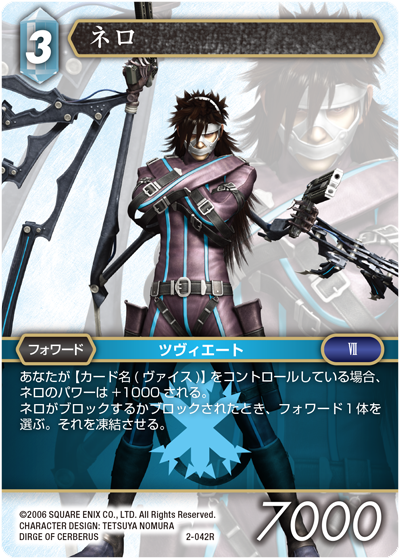 3
ネロ
フォワード
ツヴィエート
VII
あなたが【カード名 ( ヴァイス )】をコントロールしている場合、
ネロのパワーは +1000 される。
ネロがブロックするかブロックされたとき、フォワード1体を
選ぶ。それを凍結させる。
©2006 SQUARE ENIX CO., LTD. All Rights Reserved.
CHARACTER DESIGN: TETSUYA NOMURA
DIRGE OF CERBERUS 2-042R
7000